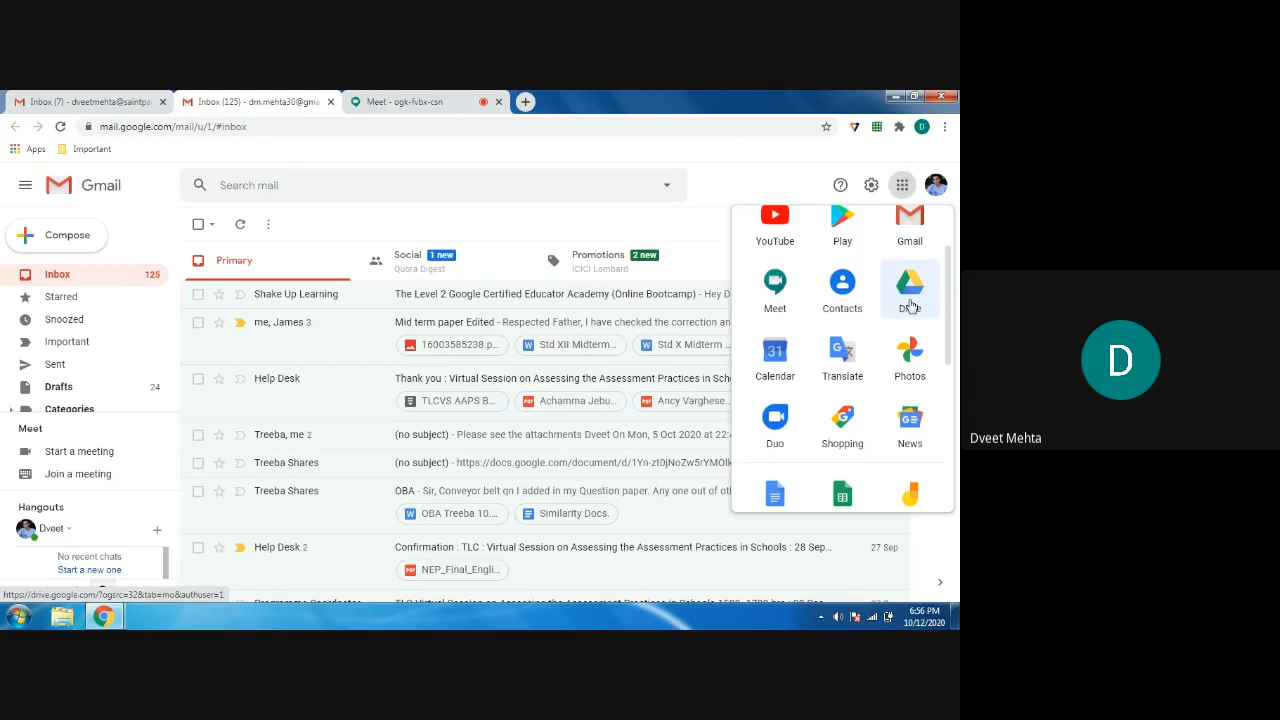 Inbox (7) - dveetmehta@saintpa
Inbox (125) - dm.mehta30@gma
Meet - ogk-fvbx-csn
mail.google.com/mail/u/1/#inbox
D
Apps
Important
Gmail
Search mail
Compose
Inbox 125
Starred
Snoozed
Important
Sent
Drafts 24
Categories
Meet
Start a meeting
Join a meeting
Hangouts
Dveet
No recent chats
Start a new one
Primary
Social 1 new
Quora Digest
Promotions 2 new
ICICI Lombard
Shake Up Learning The Level 2 Google Certified Educator Academy (Online Bootcamp) - Hey D
me, James 3 Mid term paper Edited - Respected Father, I have checked the correction an
16003585238.p... Std XII Midterm... Std X Midterm ...
Help Desk Thank you : Virtual Session on Assessing the Assessment Practices in Scho
TLCVS AAPS B... Achamma Jebu... Ancy Varghese...
Treeba, me 2 (no subject) - Please see the attachments Dveet On Mon, 5 Oct 2020 at 22:
Treeba Shares (no subject) - https://docs.google.com/document/d/
Treeba Shares OBA - Sir, Conveyor belt qn I added in my Question paper. Any one out of ot
OBA Treeba 10.... Similarity Docs.
Help Desk 2 Confirmation : TLC : Virtual Session on Assessing the Assessment Practices in Schools : 28 Sep... 27 Sep
NEP_Final_Engli...
YouTube Play Gmail
Meet Contacts
31
Calendar Translate Photos
Duo Shopping News
https://drive.google.com/?ogsrc=32&tab=mo&authuser=1
6:56 PM
10/12/2020
D
Dveet Mehta